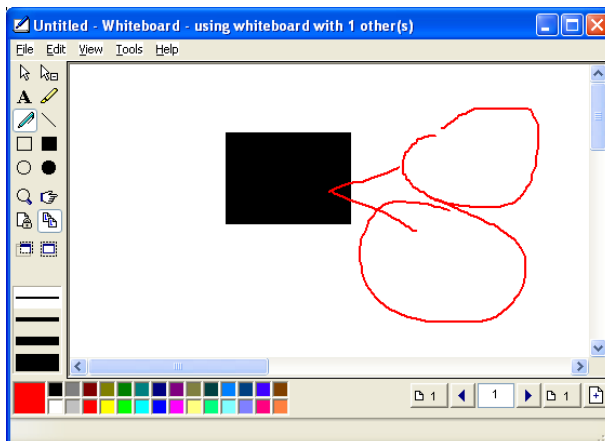 Untitled - Whiteboard - using whiteboard with 1 other(s)
File Edit View Tools Help
A
1 1 1